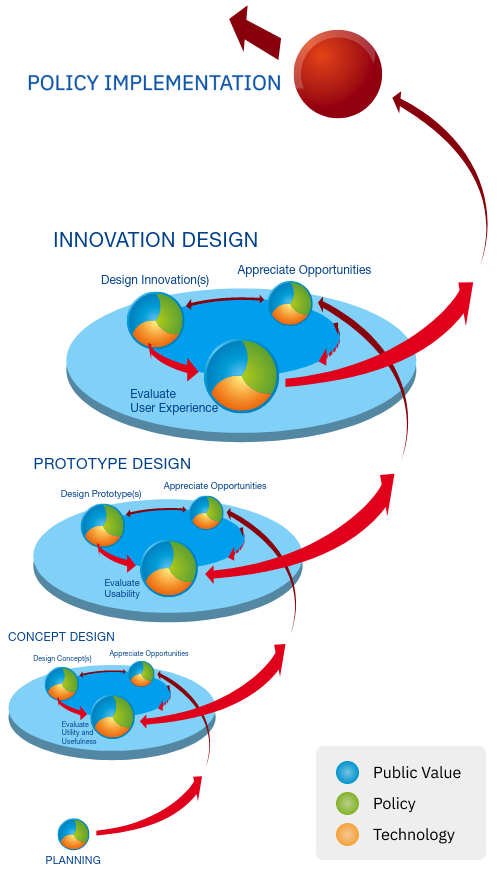 POLICY IMPLEMENTATION
INNOVATION DESIGN
Appreciate Opportunities
Design Innovation(s)
Evaluate
User Experience
PROTOTYPE DESIGN
Appreciate Opportunities
Design Prototype(s)
Evaluate
Usability
CONCEPT DESIGN
Appreciate Opportunities
Design Concept(s)
Evaluate
Utility and
Usefulness
PLANNING
Public Value
Policy
Technology